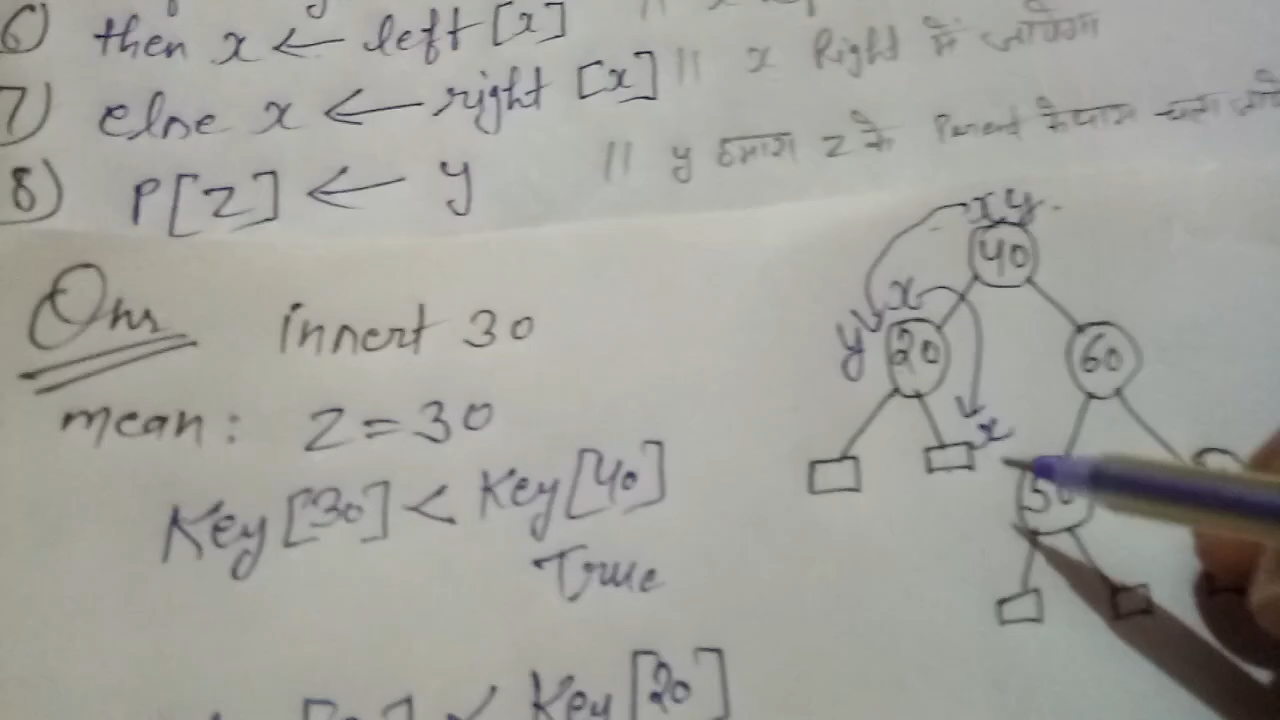 6) then x ← left [x] //
7) else x ← right [x] // x Right में जायेगा
8) P[Z] ← y // y हमारा Z के Parent के पास चला
Ons insert 30
mean: Z = 30
Key[30] < Key[40]
True
< Key[20]
x y.
40
x
y 20 60
x
50